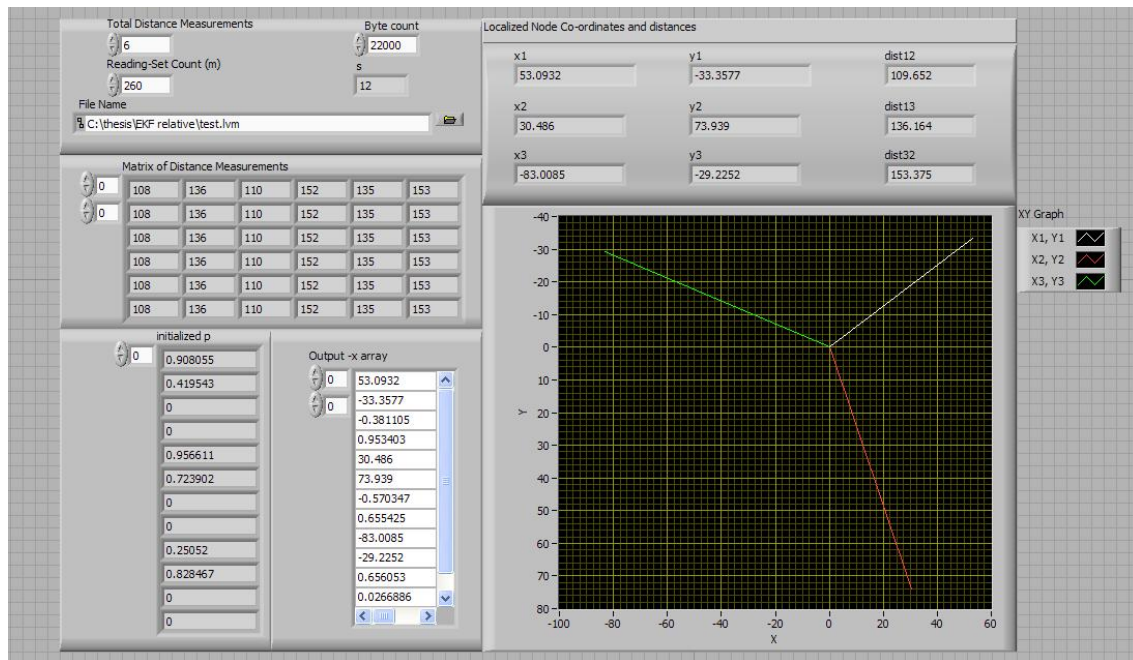 Total Distance Measurements
6
Byte count
22000
Reading-Set Count (m)
260
s
12
File Name
C:\thesis\EKF relative\test.lvm
Matrix of Distance Measurements
0
0
108 136 110 152 135 153
108 136 110 152 135 153
108 136 110 152 135 153
108 136 110 152 135 153
108 136 110 152 135 153
108 136 110 152 135 153
initialized p
0
0.908055
0.419543
0
0
0.956611
0.723902
0
0
0.25052
0.828467
0
0
Output -x array
0
0
53.0932
-33.3577
-0.381105
0.953403
30.486
73.939
-0.570347
0.655425
-83.0085
-29.2252
0.656053
0.0266886
Localized Node Co-ordinates and distances
x1 y1 dist12
53.0932 -33.3577 109.652
x2 y2 dist13
30.486 73.939 136.164
x3 y3 dist32
-83.0085 -29.2252 153.375
XY Graph
X1, Y1
X2, Y2
X3, Y3
-40
-30
-20
-10
0
10
20
30
40
50
60
70
80
Y
-100 -80 -60 -40 -20 0 20 40 60
X